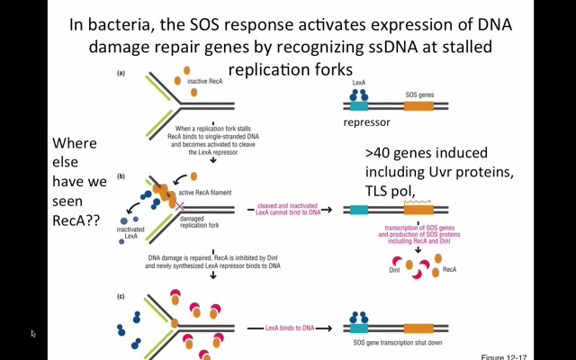 In bacteria, the SOS response activates expression of DNA
damage repair genes by recognizing ssDNA at stalled
replication forks
(a)
inactive RecA
LexA
SOS genes
repressor
When a replication fork stalls
RecA binds to single-stranded DNA
and becomes activated to cleave
the LexA repressor
Where
else
have we
seen
RecA??
>40 genes induced
including Uvr proteins,
TLS pol,
(b)
active RecA filament
cleaved and inactivated
LexA cannot bind to DNA
inactivated
LexA
damaged
replication fork
transcription of SOS genes
and production of SOS proteins
including RecA and DinI
DNA damage is repaired, RecA is inhibited by DinI
and newly synthesized LexA repressor binds to DNA
DinI
RecA
(c)
LexA binds to DNA
SOS gene transcription shut down
Figure 12-17